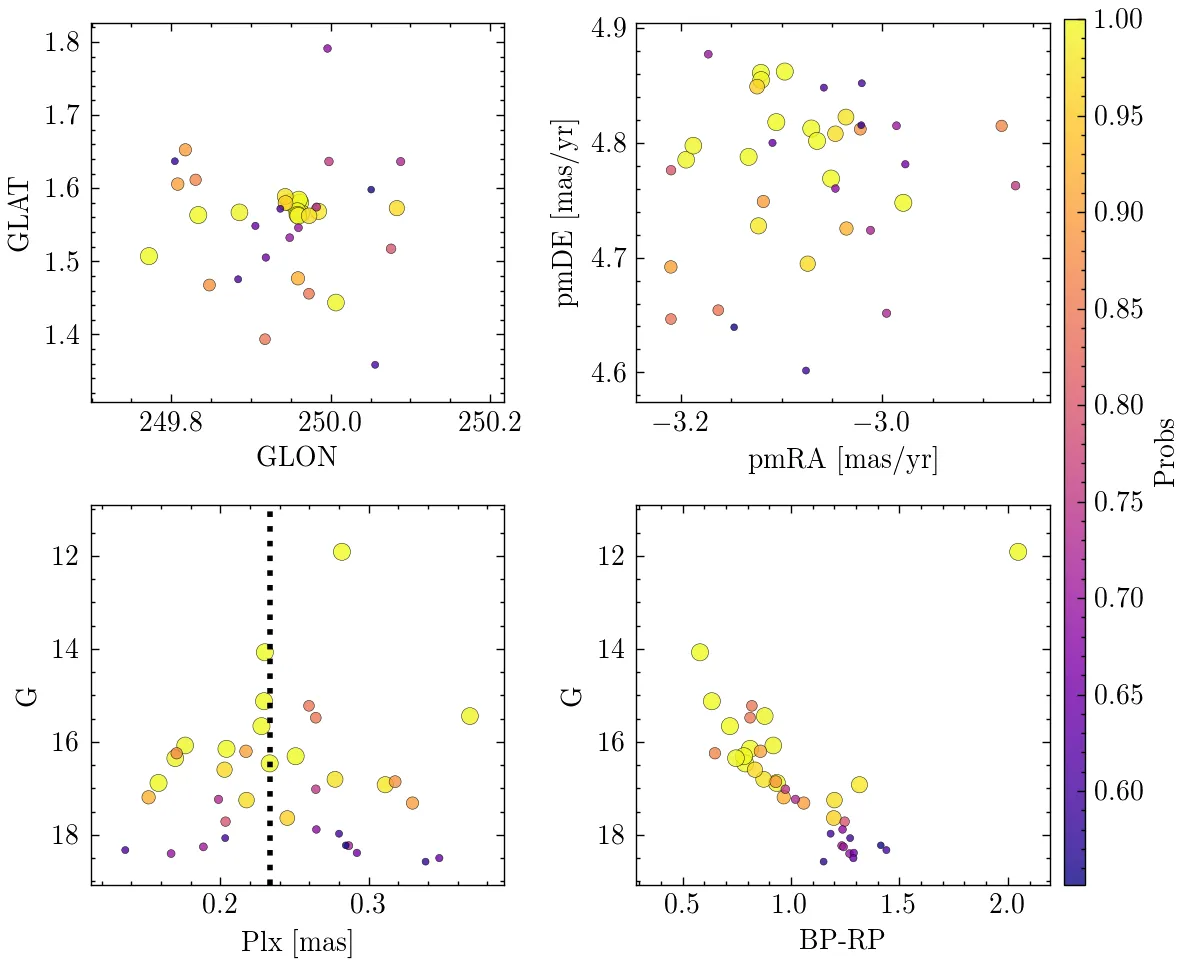 1.8
1.7
1.6
1.5
1.4
GLAT
249.8 250.0 250.2
GLON
4.9
4.8
4.7
4.6
pmDE [mas/yr]
−3.2 −3.0
pmRA [mas/yr]
12
14
16
18
G
0.2 0.3
Plx [mas]
12
14
16
18
G
0.5 1.0 1.5 2.0
BP-RP
1.00
0.95
0.90
0.85
0.80
0.75
0.70
0.65
0.60
Probs